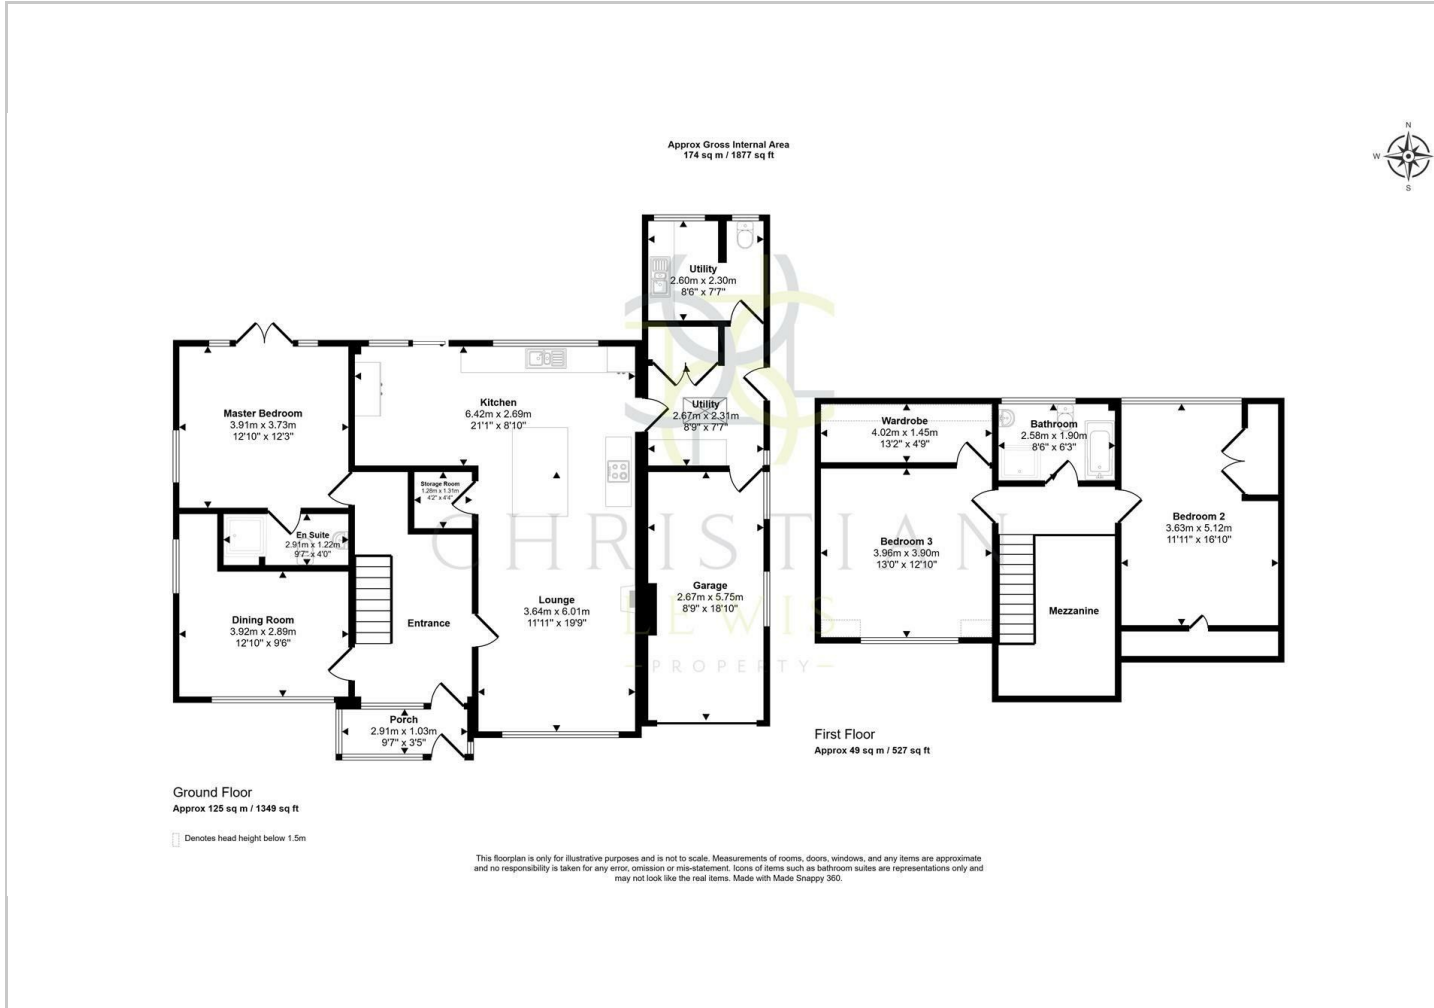 Approx Gross Internal Area
174 sq m / 1877 sq ft
N
W
S
Utility
2.60m x 2.30m
8'6" x 7'7"
Master Bedroom
3.91m x 3.73m
12'10" x 12'3"
Kitchen
6.42m x 2.69m
21'1" x 8'10"
Utility
2.67m x 2.31m
8'9" x 7'7"
Storage Room
1.28m x 1.31m
4'2" x 4'4"
En Suite
2.91m x 1.22m
9'7" x 4'0"
Dining Room
3.92m x 2.89m
12'10" x 9'6"
Entrance
Lounge
3.64m x 6.01m
11'11" x 19'9"
Garage
2.67m x 5.75m
8'9" x 18'10"
Porch
2.91m x 1.03m
9'7" x 3'5"
CHRISTIAN
LEWIS
PROPERTY
Wardrobe
4.02m x 1.45m
13'2" x 4'9"
Bathroom
2.58m x 1.90m
8'6" x 6'3"
Bedroom 2
3.63m x 5.12m
11'11" x 16'10"
Bedroom 3
3.96m x 3.90m
13'0" x 12'10"
Mezzanine
First Floor
Approx 49 sq m / 527 sq ft
Ground Floor
Approx 125 sq m / 1349 sq ft
Denotes head height below 1.5m
This floorplan is only for illustrative purposes and is not to scale. Measurements of rooms, doors, windows, and any items are approximate
and no responsibility is taken for any error, omission or mis-statement. Icons of items such as bathroom suites are representations only and
may not look like the real items. Made with Made Snappy 360.